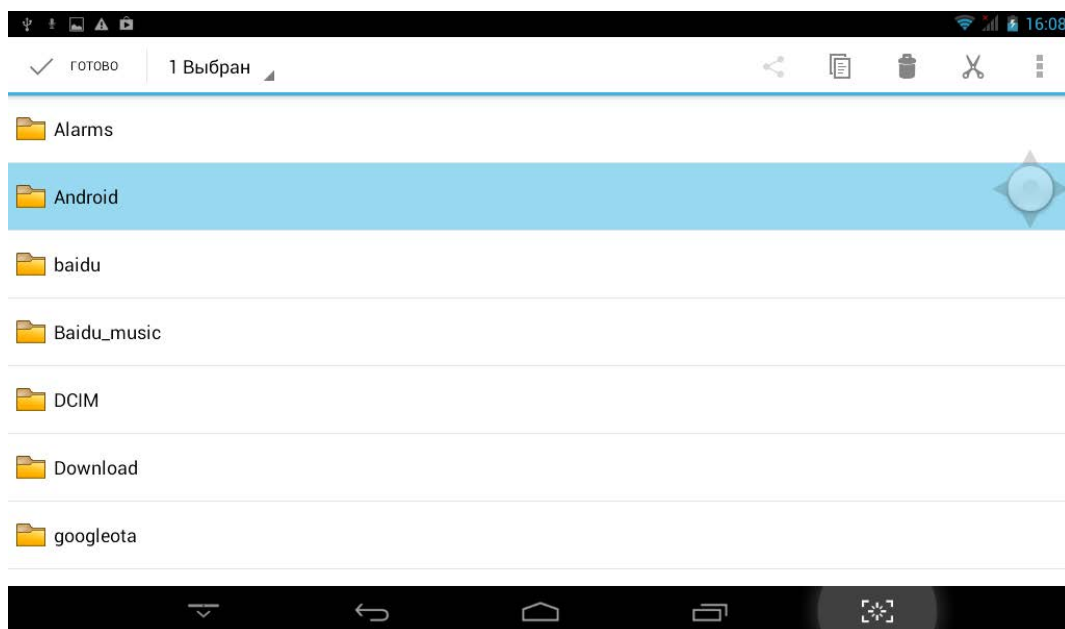 16:08
ГОТОВО 1 Выбран
Alarms
Android
baidu
Baidu_music
DCIM
Download
googleota